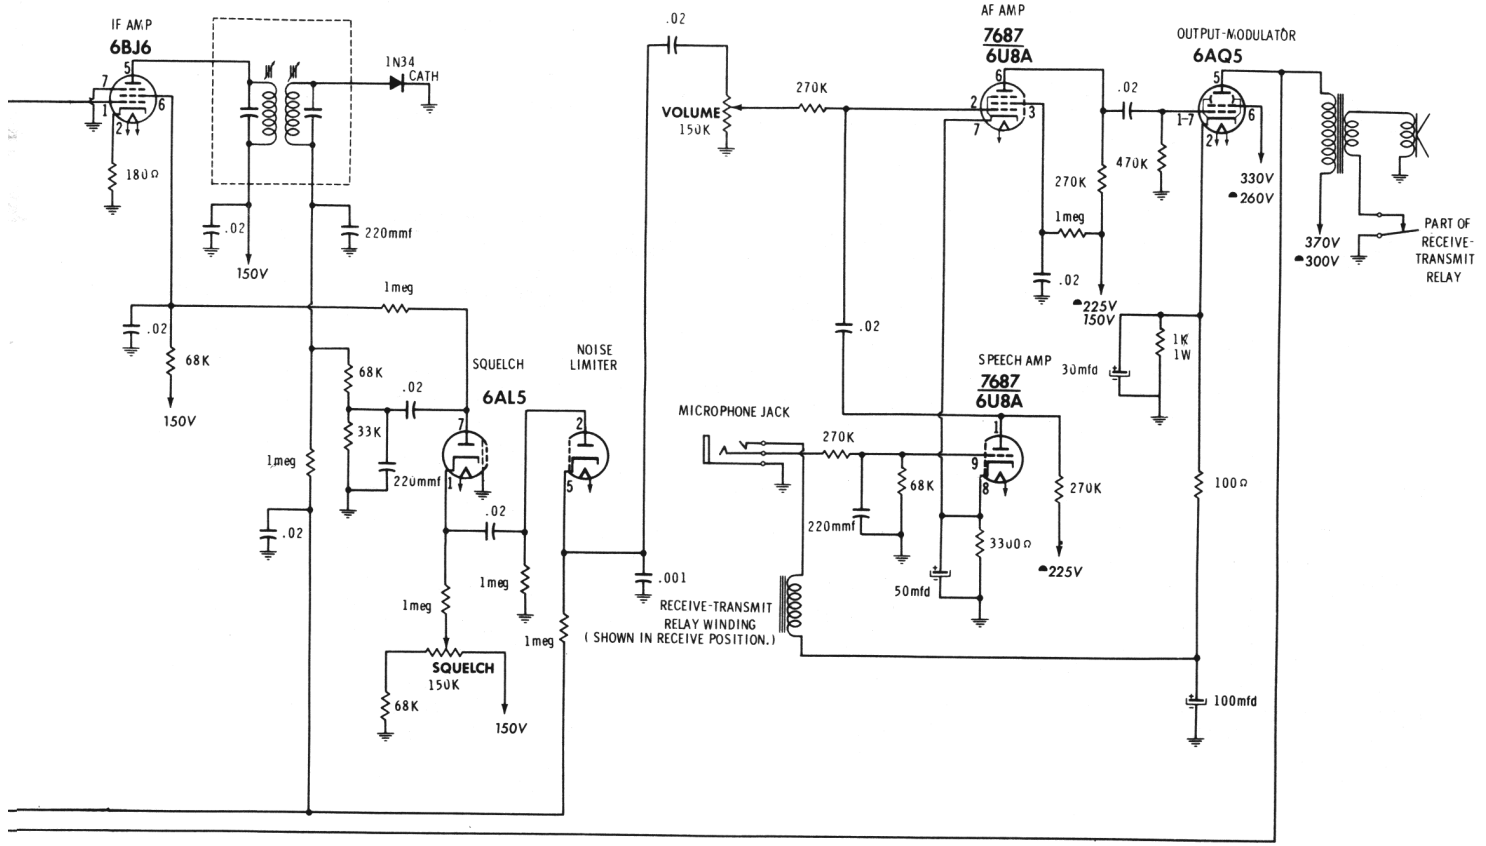 IF AMP
6BJ6
5
7
1
6
2
180Ω
1N34
CATH
.02
220mmf
150V
1meg
.02
68K
150V
68K
.02
33K
220mmf
1meg
.02
SQUELCH
6AL5
7
1
NOISE
LIMITER
2
5
.02
1meg
1meg
1meg
SQUELCH
150K
68K
150V
.02
VOLUME
150K
270K
.001
AF AMP
7687
6U8A
6
2
3
7
.02
270K
470K
1meg
.02
225V
150V
OUTPUT-MODULATOR
6AQ5
5
1-7
6
2
330V
260V
370V
300V
PART OF
RECEIVE-
TRANSMIT
RELAY
.02
30mfd
1K
1W
SPEECH AMP
7687
6U8A
1
9
8
MICROPHONE JACK
270K
68K
220mmf
270K
3300Ω
50mfd
225V
100Ω
RECEIVE-TRANSMIT
RELAY WINDING
(SHOWN IN RECEIVE POSITION.)
100mfd